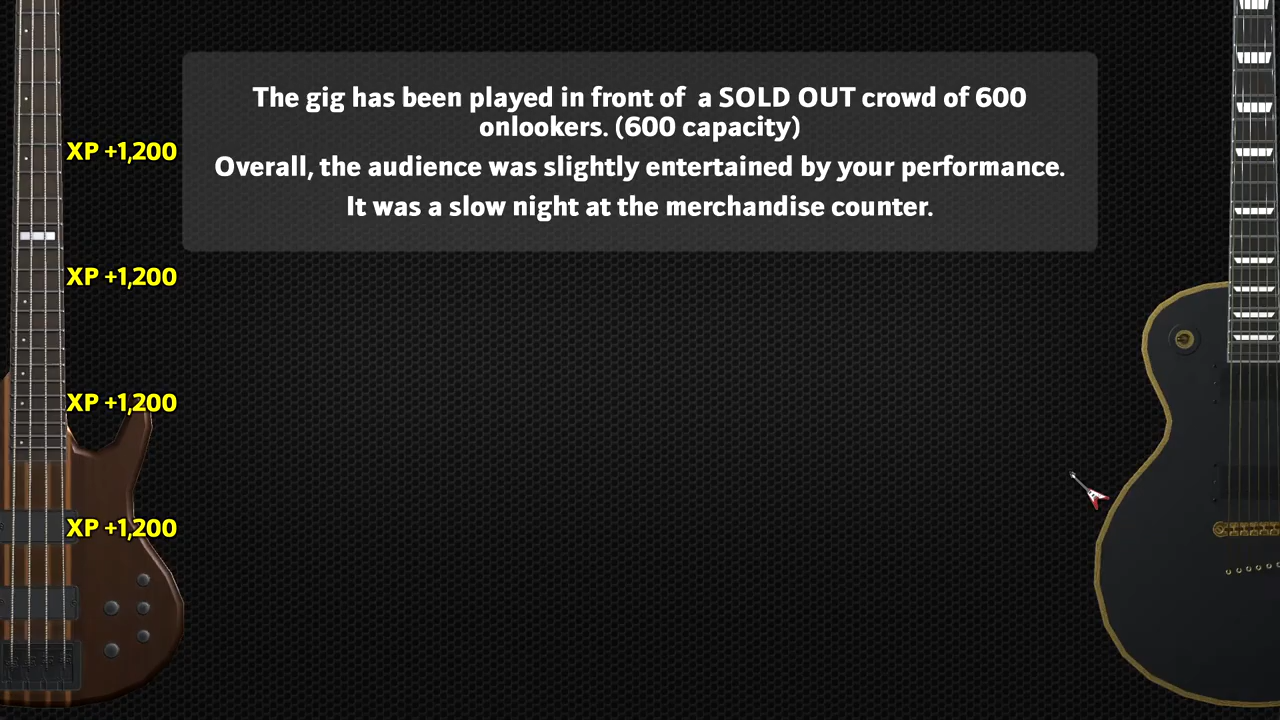 The gig has been played in front of  a SOLD OUT crowd of 600
onlookers. (600 capacity)
Overall, the audience was slightly entertained by your performance.
It was a slow night at the merchandise counter.
XP +1,200
XP +1,200
XP +1,200
XP +1,200